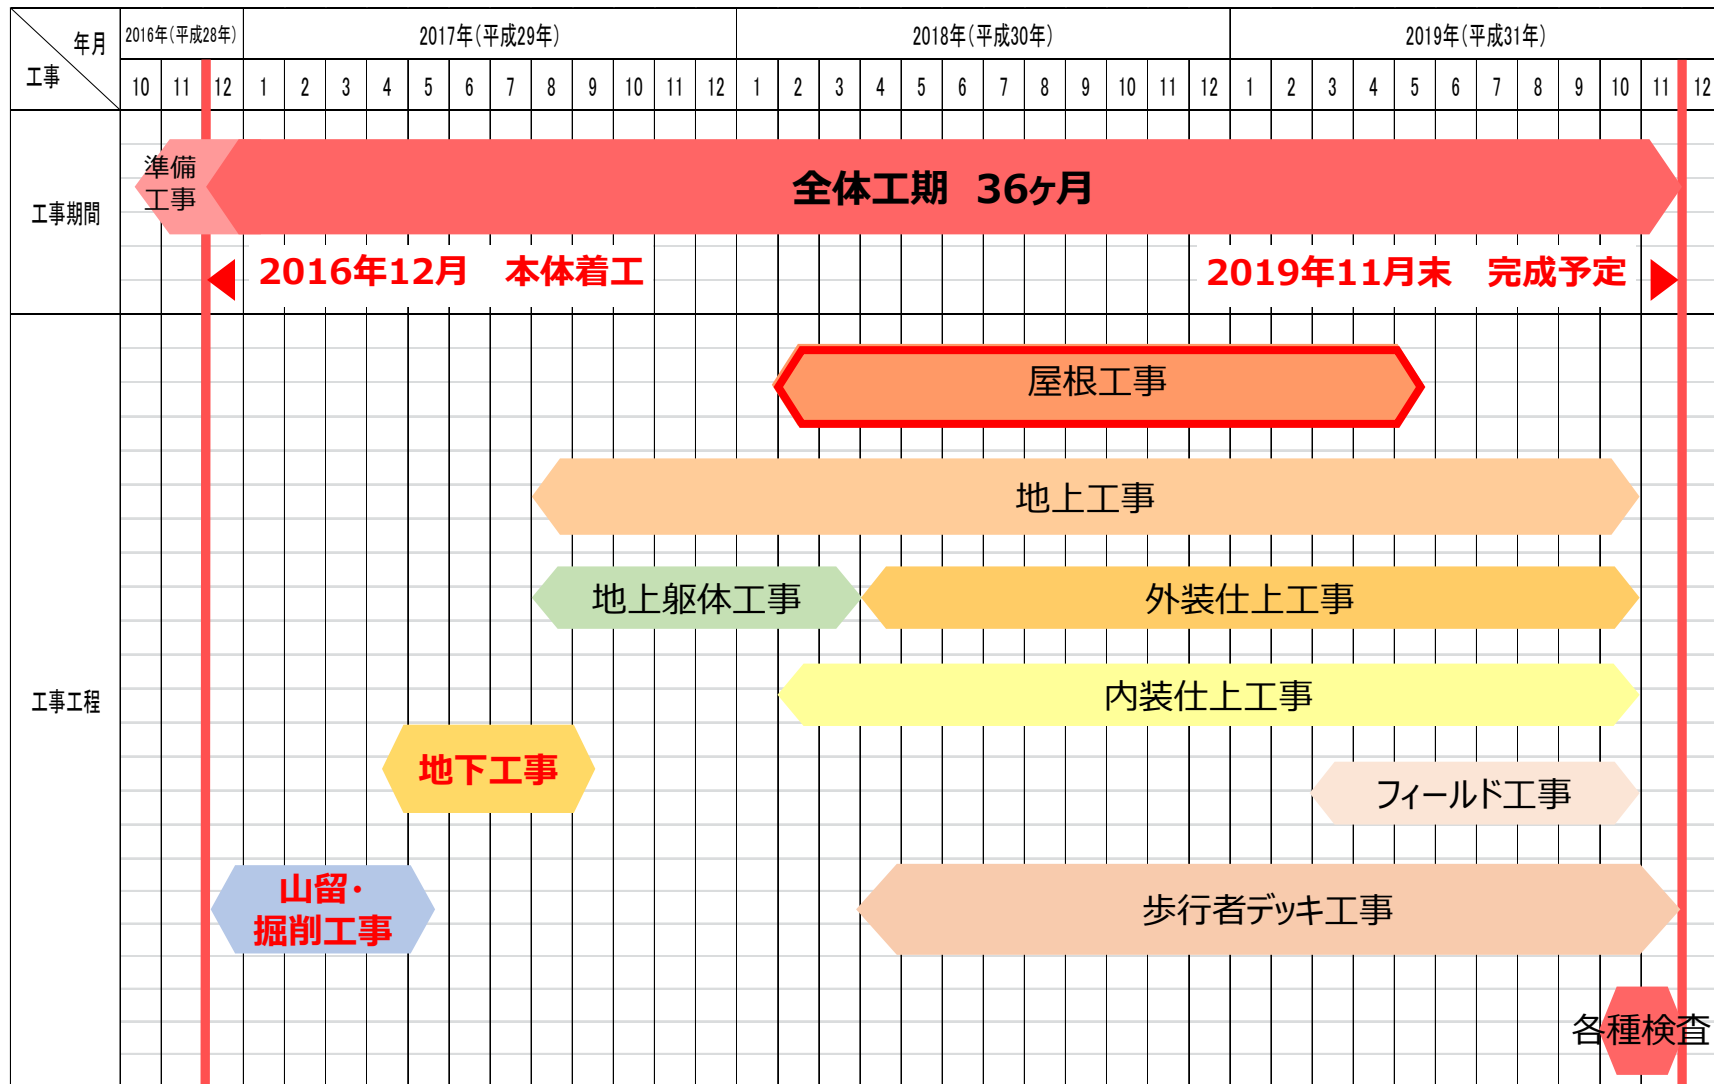 年月
工事
2016年(平成28年) 2017年(平成29年) 2018年(平成30年) 2019年(平成31年)
10 11 12 1 2 3 4 5 6 7 8 9 10 11 12 1 2 3 4 5 6 7 8 9 10 11 12 1 2 3 4 5 6 7 8 9 10 11 12
工事期間
準備
工事
全体工期 36ヶ月
2016年12月 本体着工
2019年11月末 完成予定
工事工程
屋根工事
地上工事
地上躯体工事
外装仕上工事
内装仕上工事
地下工事
フィールド工事
山留・
掘削工事
歩行者デッキ工事
各種検査